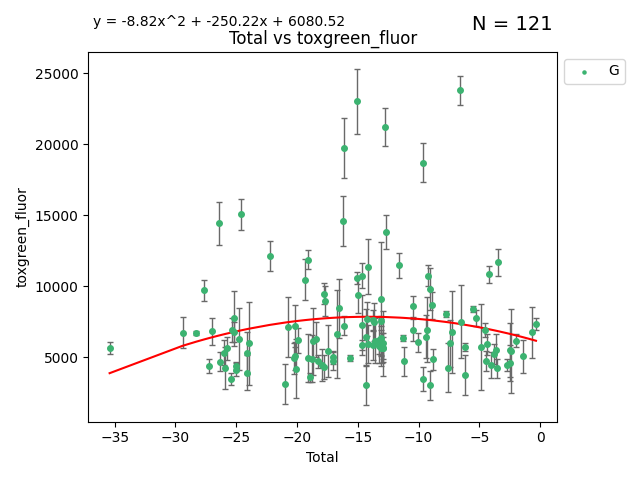 y = -8.82x^2 + -250.22x + 6080.52
N = 121
Total vs toxgreen_fluor
G
25000
20000
15000
10000
5000
toxgreen_fluor
−35 −30 −25 −20 −15 −10 −5 0
Total